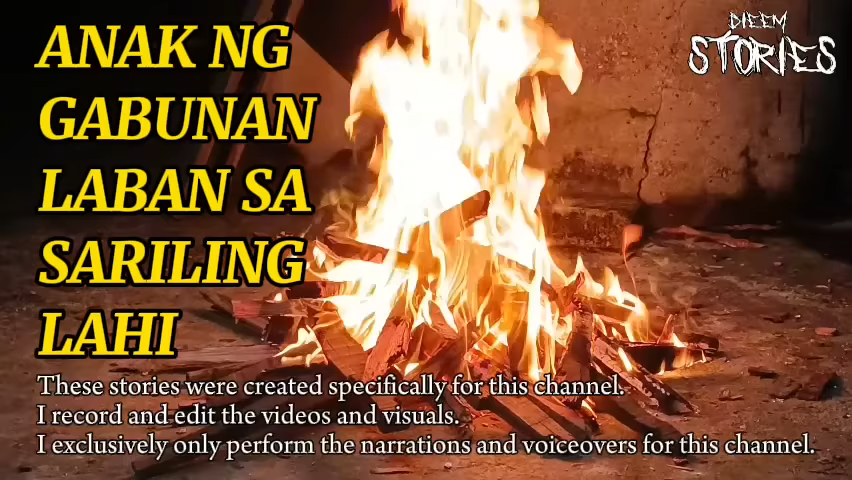 DIEEM
STORIES
ANAK NG
GABUNAN
LABAN SA
SARILING
LAHI
These stories were created specifically for this channel.
I record and edit the videos and visuals.
I exclusively only perform the narrations and voiceovers for this channel.